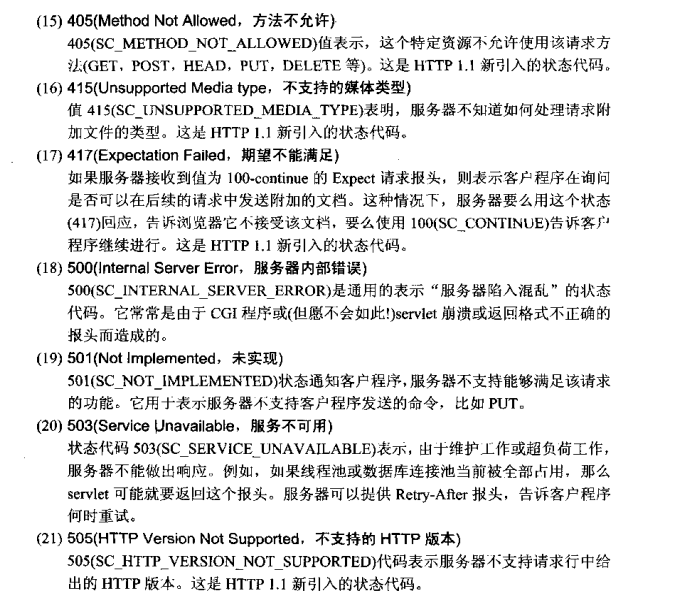 (15) 405(Method Not Allowed，方法不允许)
405(SC_METHOD_NOT_ALLOWED)值表示，这个特定资源不允许使用该请求方
法(GET，POST，HEAD，PUT，DELETE 等)。这是 HTTP 1.1 新引入的状态代码。
(16) 415(Unsupported Media type，不支持的媒体类型)
值 415(SC_UNSUPPORTED_MEDIA_TYPE)表明，服务器不知道如何处理请求附
加文件的类型。这是 HTTP 1.1 新引入的状态代码。
(17) 417(Expectation Failed，期望不能满足)
如果服务器接收到值为 100-continue 的 Expect 请求报头，则表示客户程序在询问
是否可以在后续的请求中发送附加的文档。这种情况下，服务器要么用这个状态
(417)回应，告诉浏览器它不接受该文档，要么使用 100(SC_CONTINUE)告诉客户
程序继续进行。这是 HTTP 1.1 新引入的状态代码。
(18) 500(Internal Server Error，服务器内部错误)
500(SC_INTERNAL_SERVER_ERROR)是通用的表示“服务器陷入混乱”的状态
代码。它常常是由于 CGI 程序或(但愿不会如此!)servlet 崩溃或返回格式不正确的
报头而造成的。
(19) 501(Not Implemented，未实现)
501(SC_NOT_IMPLEMENTED)状态通知客户程序，服务器不支持能够满足该请求
的功能。它用于表示服务器不支持客户程序发送的命令，比如 PUT。
(20) 503(Service Unavailable，服务不可用)
状态代码 503(SC_SERVICE_UNAVAILABLE)表示，由于维护工作或超负荷工作，
服务器不能做出响应。例如，如果线程池或数据库连接池当前被全部占用，那么
servlet 可能就要返回这个报头。服务器可以提供 Retry-After 报头，告诉客户程序
何时重试。
(21) 505(HTTP Version Not Supported，不支持的 HTTP 版本)
505(SC_HTTP_VERSION_NOT_SUPPORTED)代码表示服务器不支持请求行中给
出的 HTTP 版本。这是 HTTP 1.1 新引入的状态代码。